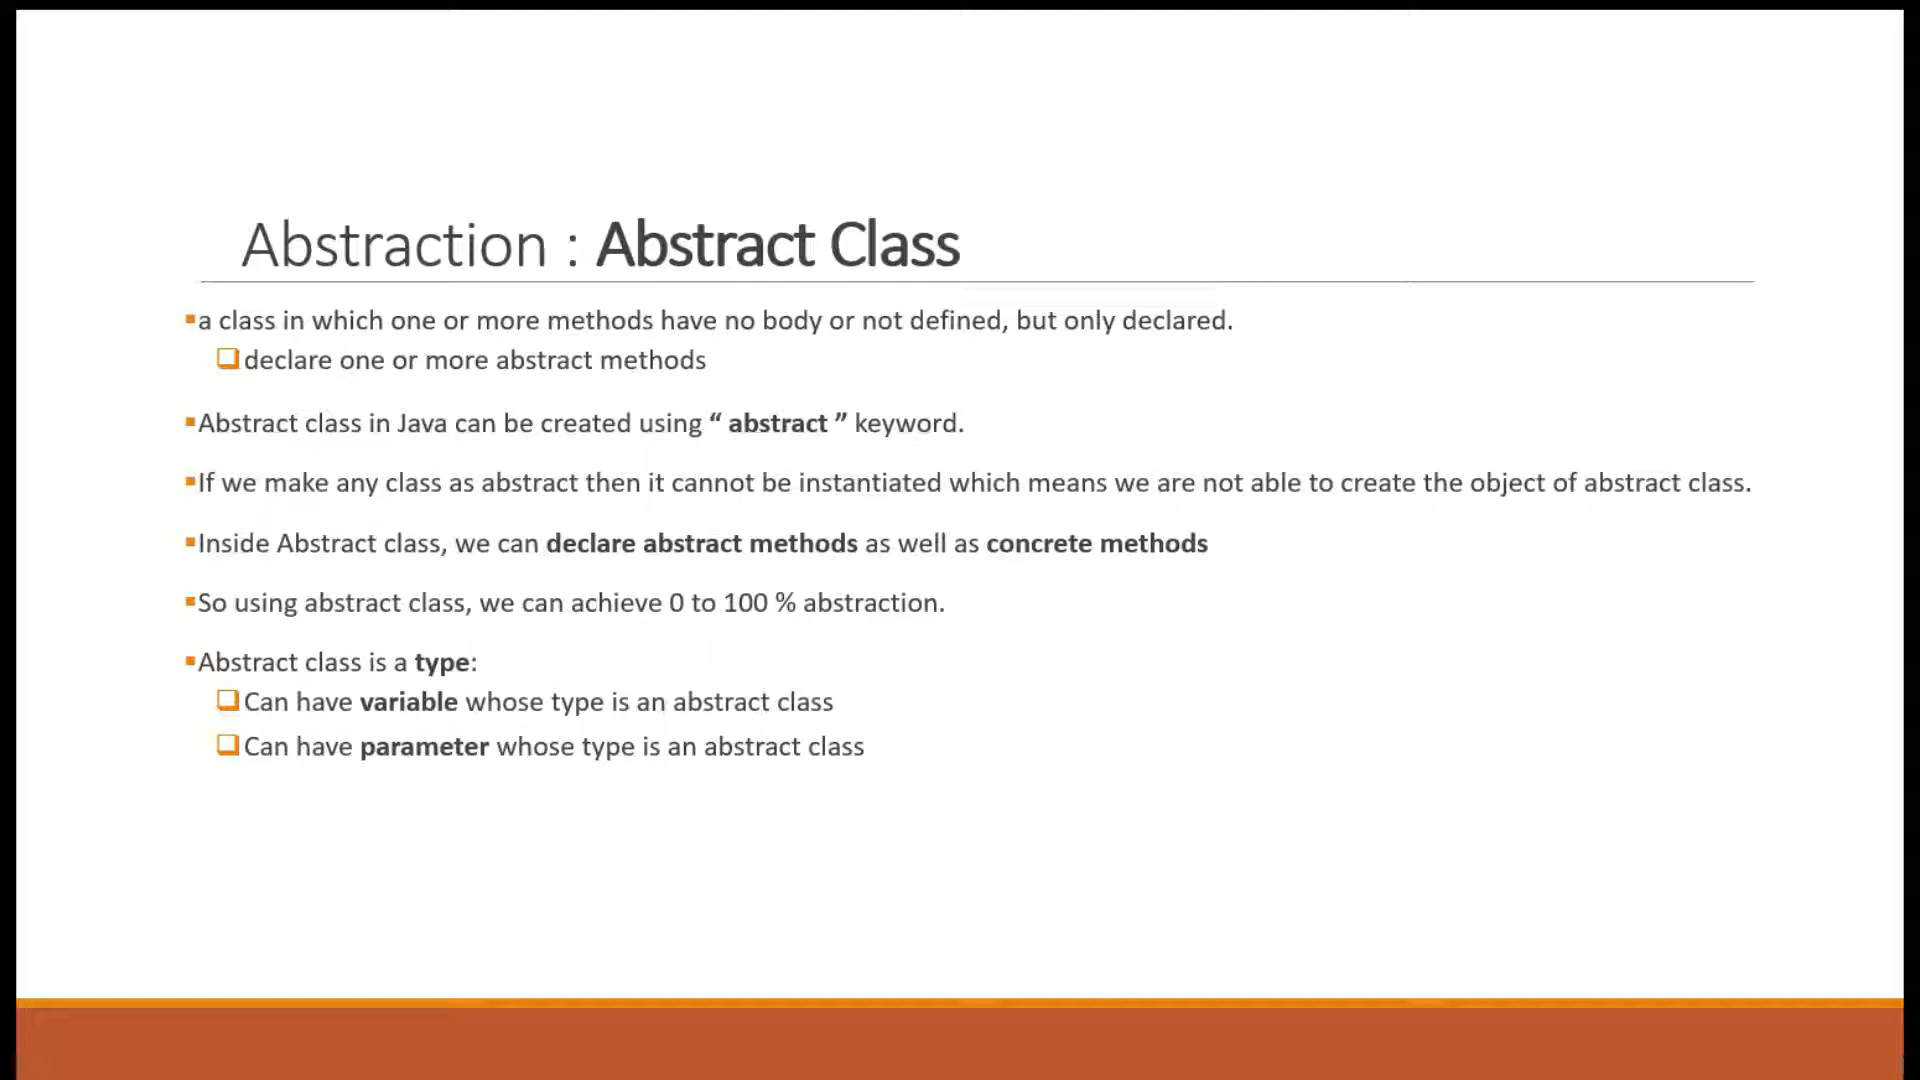 Abstraction : Abstract Class
a class in which one or more methods have no body or not defined, but only declared.
declare one or more abstract methods
Abstract class in Java can be created using “ abstract ” keyword.
If we make any class as abstract then it cannot be instantiated which means we are not able to create the object of abstract class.
Inside Abstract class, we can declare abstract methods as well as concrete methods
So using abstract class, we can achieve 0 to 100 % abstraction.
Abstract class is a type:
Can have variable whose type is an abstract class
Can have parameter whose type is an abstract class